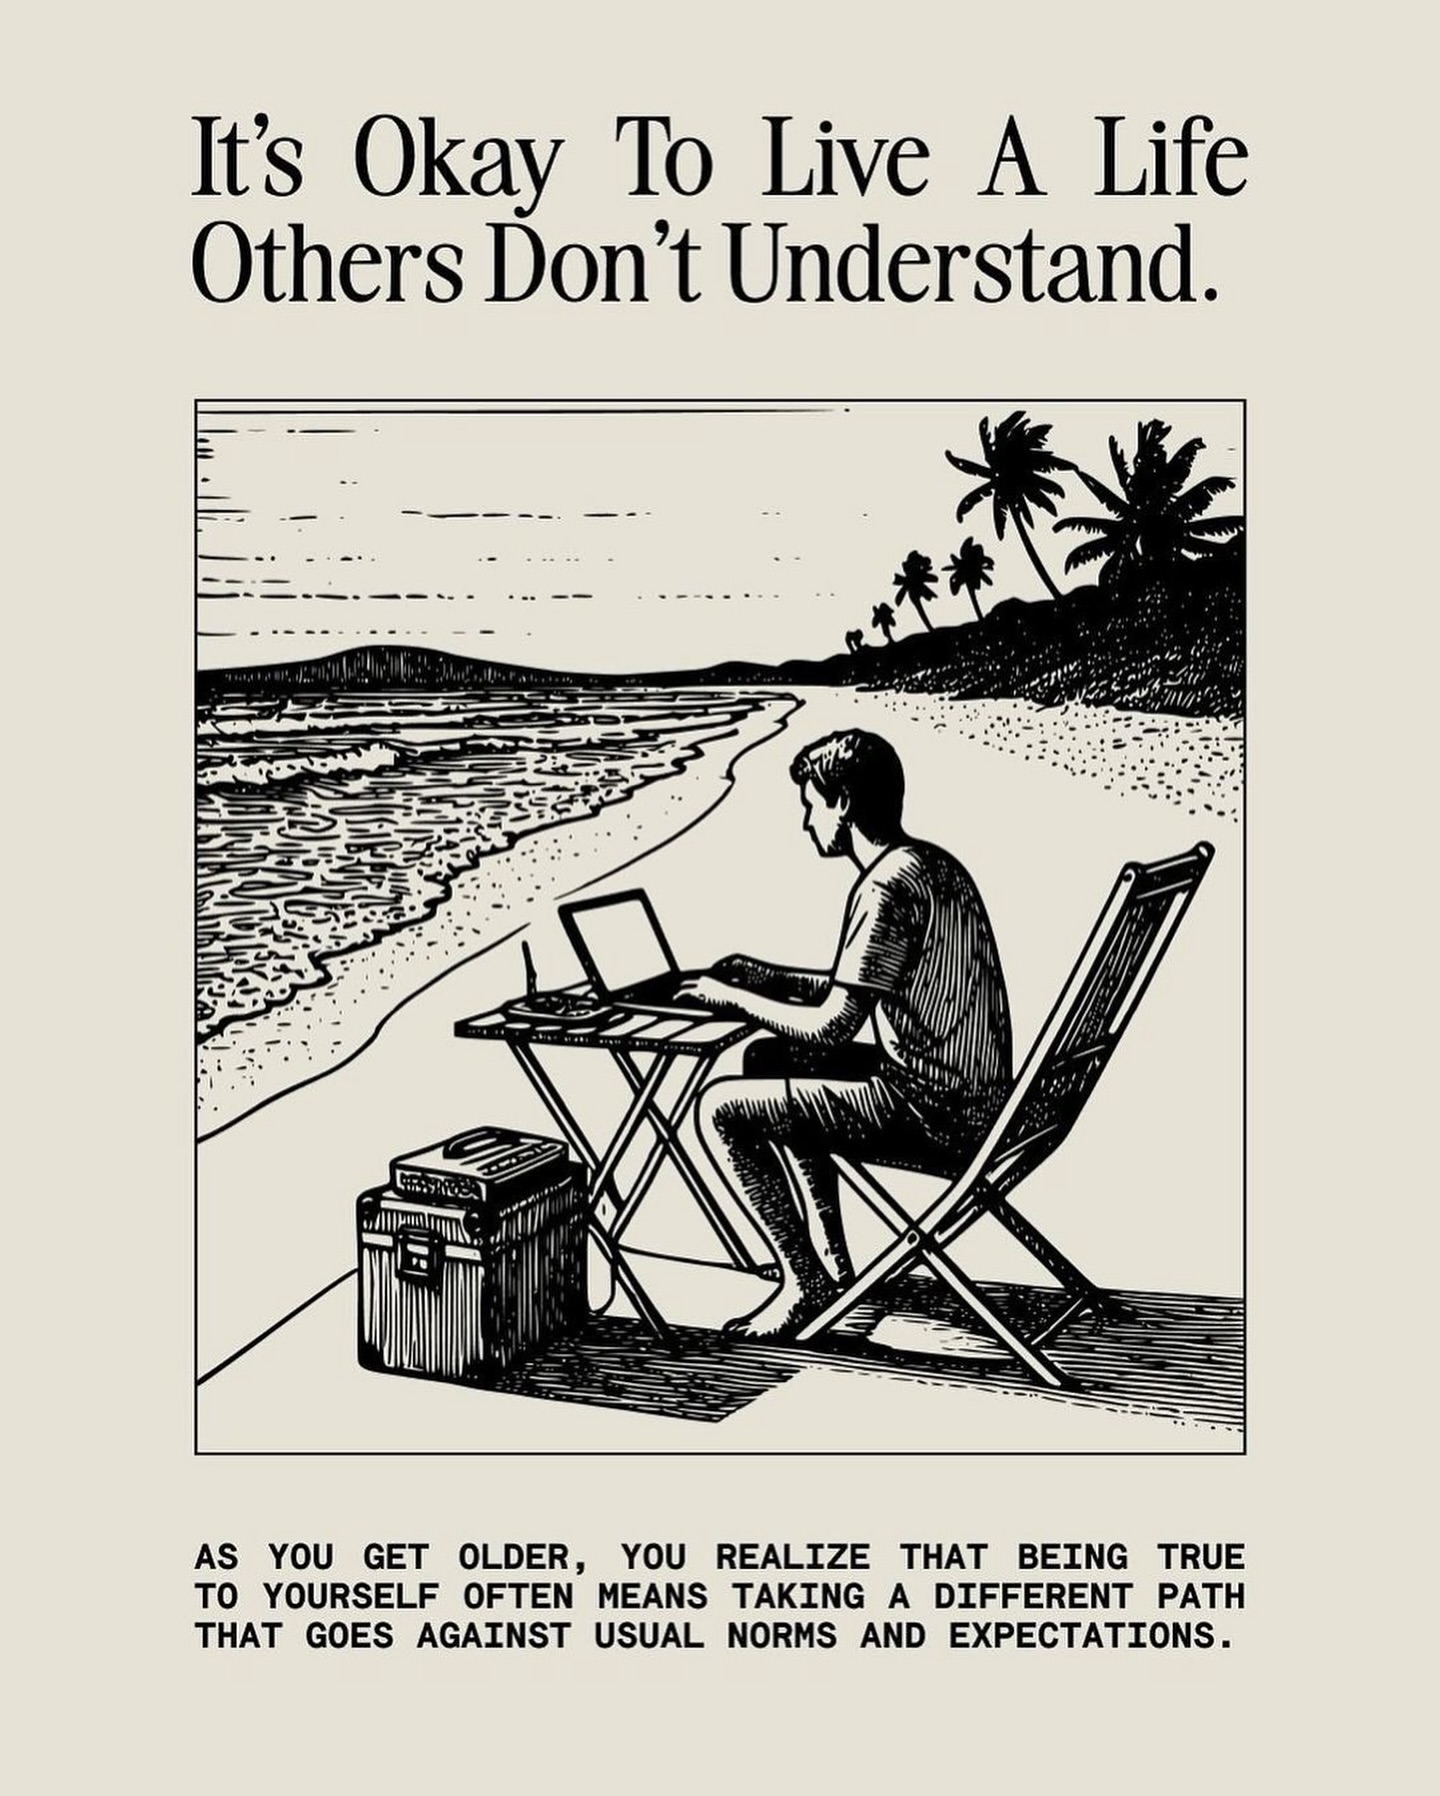 It’s Okay To Live A Life
Others Don’t Understand.
AS YOU GET OLDER, YOU REALIZE THAT BEING TRUE
TO YOURSELF OFTEN MEANS TAKING A DIFFERENT PATH
THAT GOES AGAINST USUAL NORMS AND EXPECTATIONS.